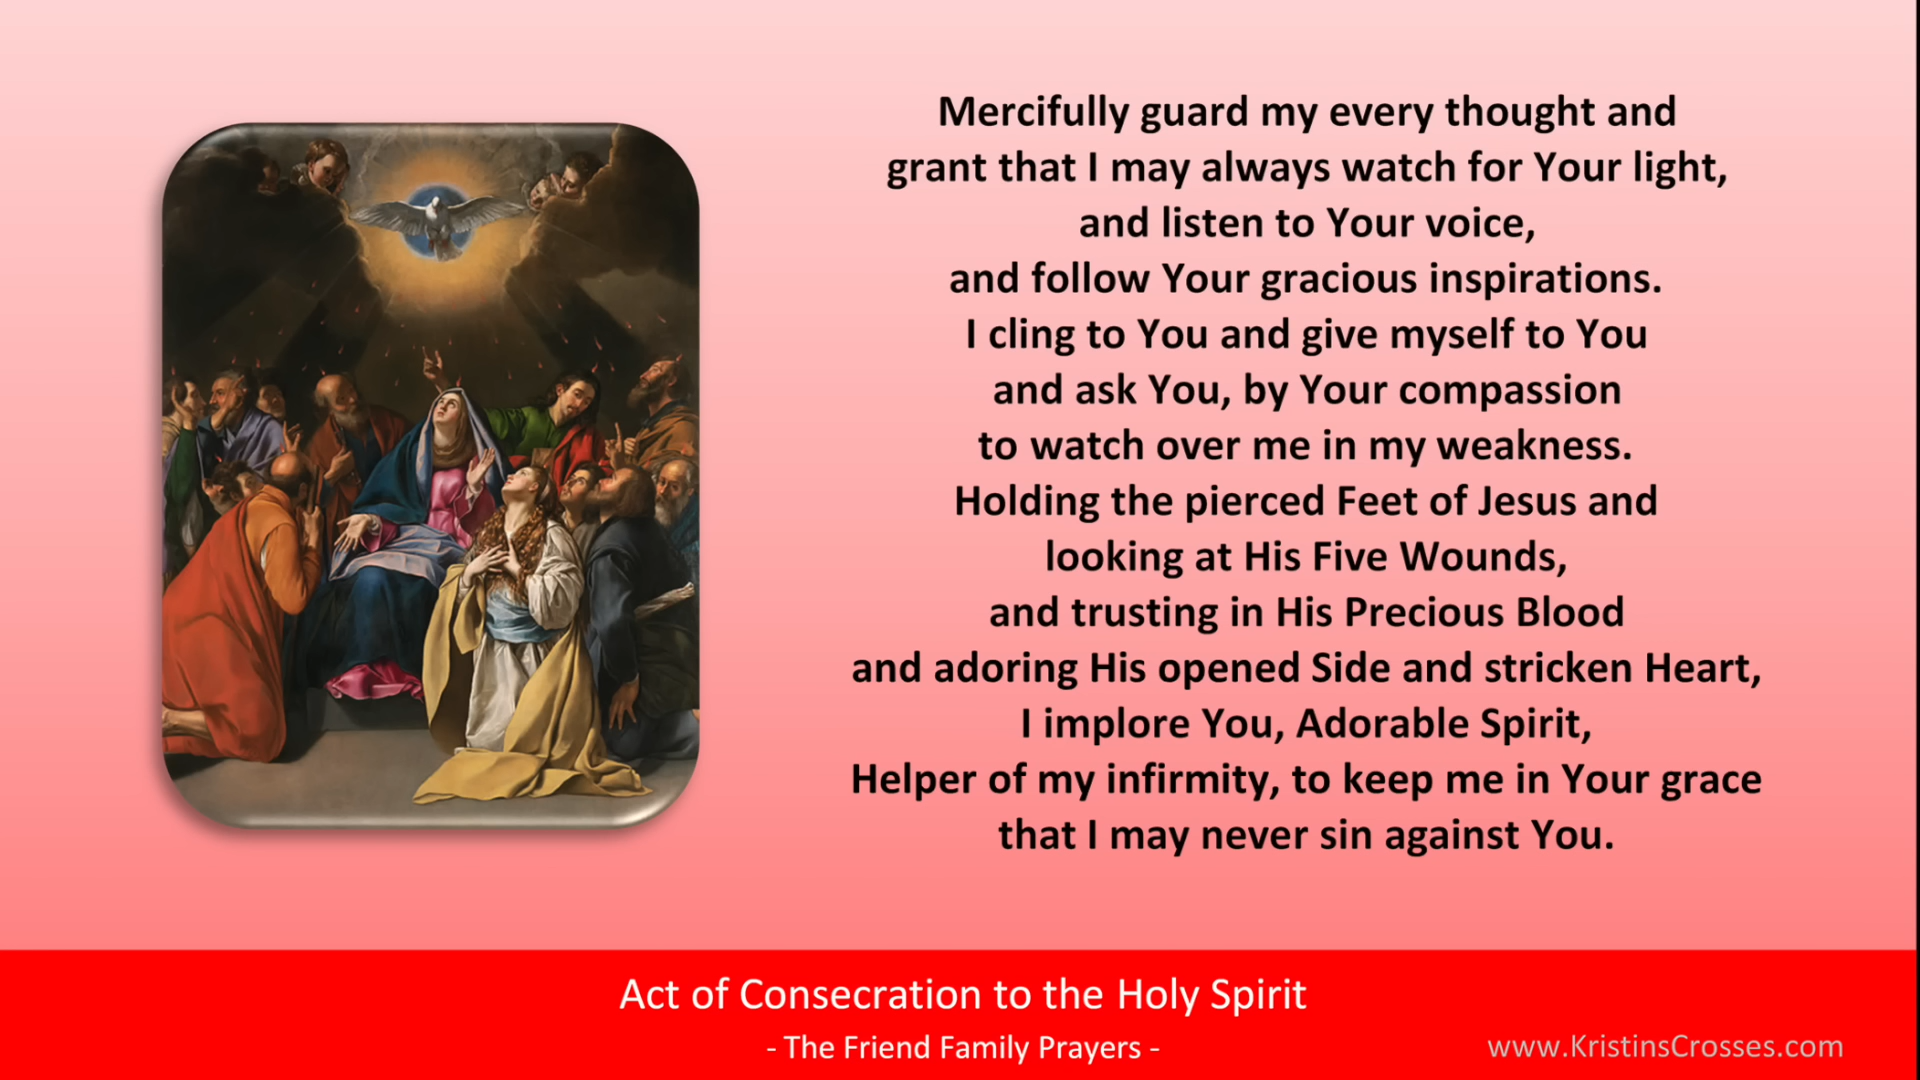 Mercifully guard my every thought and
grant that I may always watch for Your light,
and listen to Your voice,
and follow Your gracious inspirations.
I cling to You and give myself to You
and ask You, by Your compassion
to watch over me in my weakness.
Holding the pierced Feet of Jesus and
looking at His Five Wounds,
and trusting in His Precious Blood
and adoring His opened Side and stricken Heart,
I implore You, Adorable Spirit,
Helper of my infirmity, to keep me in Your grace
that I may never sin against You.
Act of Consecration to the Holy Spirit
- The Friend Family Prayers -
www.KristinsCrosses.com